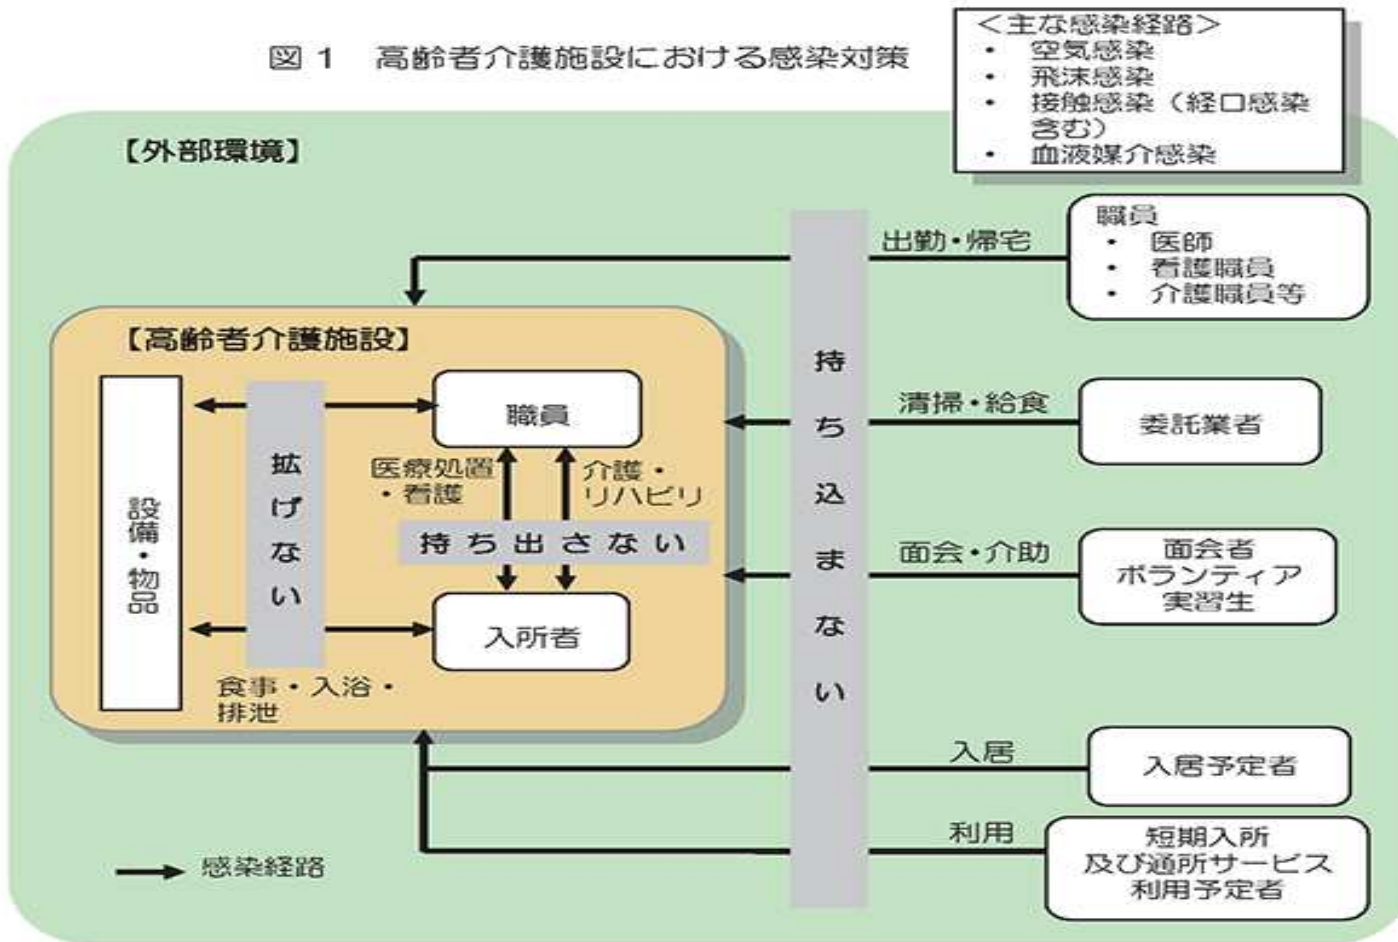 図1 高齢者介護施設における感染対策
＜主な感染経路＞
・ 空気感染
・ 飛沫感染
・ 接触感染（経口感染
含む）
・ 血液媒介感染
【外部環境】
職員
・ 医師
・ 看護職員
・ 介護職員等
出勤・帰宅
【高齢者介護施設】
持ち込まない
職員
清掃・給食
委託業者
拡げない
医療処置
・看護
介護・
リハビリ
設備・物品
持ち出さない
面会・介助
面会者
ボランティア
実習生
入所者
食事・入浴・
排泄
入居
入居予定者
利用
短期入所
及び通所サービス
利用予定者
感染経路